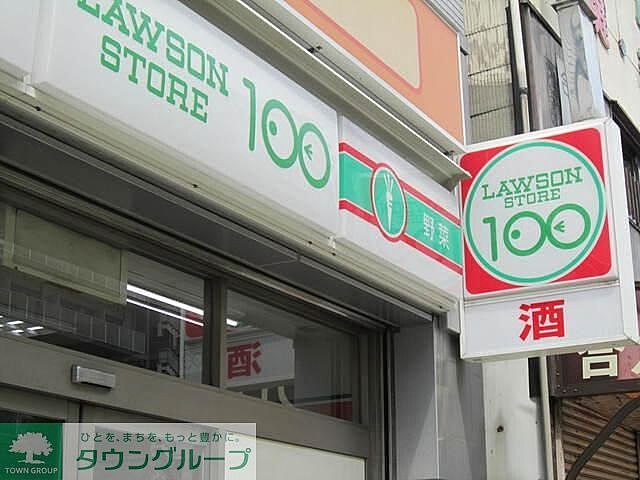 LAWSON
STORE
100
野菜
LAWSON
STORE
100
酒
酒
TOWN GROUP
ひとを、まちを、もっと豊かに。
タウングループ